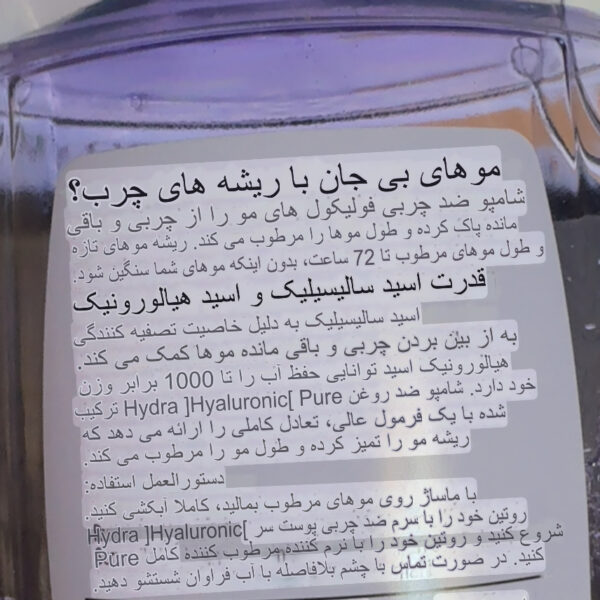 موهای بی جان با ریشه های چرب؟
شامپو ضد چربی فولیکول های مو را از چربی و باقی
مانده پاک کرده و طول موها را مرطوب می کند. ریشه موهای تازه
و طول موهای مرطوب تا 72 ساعت، بدون اینکه موهای شما سنگین شود.
قدرت اسید سالیسیلیک و اسید هیالورونیک
اسید سالیسیلیک به دلیل خاصیت تصفیه کنندگی
به از بین بردن چربی و باقی مانده موها کمک می کند.
هیالورونیک اسید توانایی حفظ آب را تا 1000 برابر وزن
خود دارد. شامپو ضد روغن Hydra ]Hyaluronic[ Pure ترکیب
شده با یک فرمول عالی، تعادل کاملی را ارائه می دهد که
ریشه مو را تمیز کرده و طول مو را مرطوب می کند.
دستورالعمل استفاده:
با ماساژ روی موهای مرطوب بمالید، کاملا آبکشی کنید.
روتین خود را با سرم ضد چربی پوست سر Hydra ]Hyaluronic[
شروع کنید و روتین خود را با نرم کننده مرطوب کننده کامل Pure
کنید. در صورت تماس با چشم بلافاصله با آب فراوان شستشو دهید.